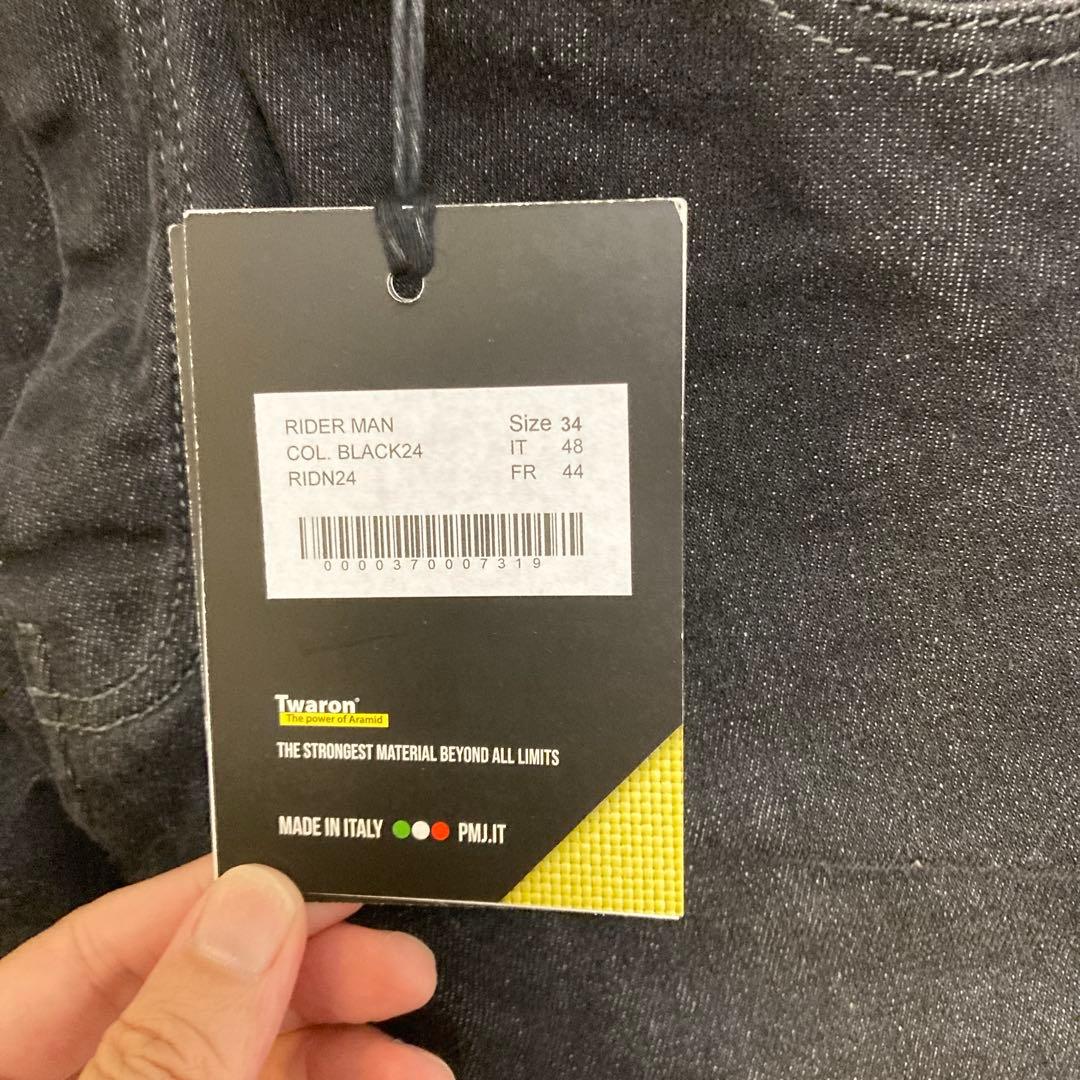 RIDER MAN
COL. BLACK24
RIDN24
Size 34
IT 48
FR 44
0000370007319
Twaron®
The power of Aramid
THE STRONGEST MATERIAL BEYOND ALL LIMITS
MADE IN ITALY PMJ.IT